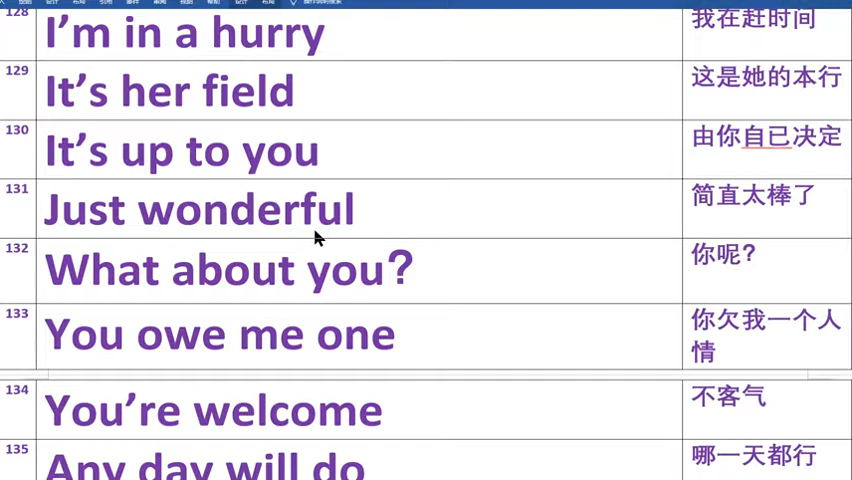 128 I'm in a hurry 我在赶时间
129 It's her field 这是她的本行
130 It's up to you 由你自已决定
131 Just wonderful 简直太棒了
132 What about you? 你呢?
133 You owe me one 你欠我一个人
情
134 You're welcome 不客气
135 Any day will do 哪一天都行